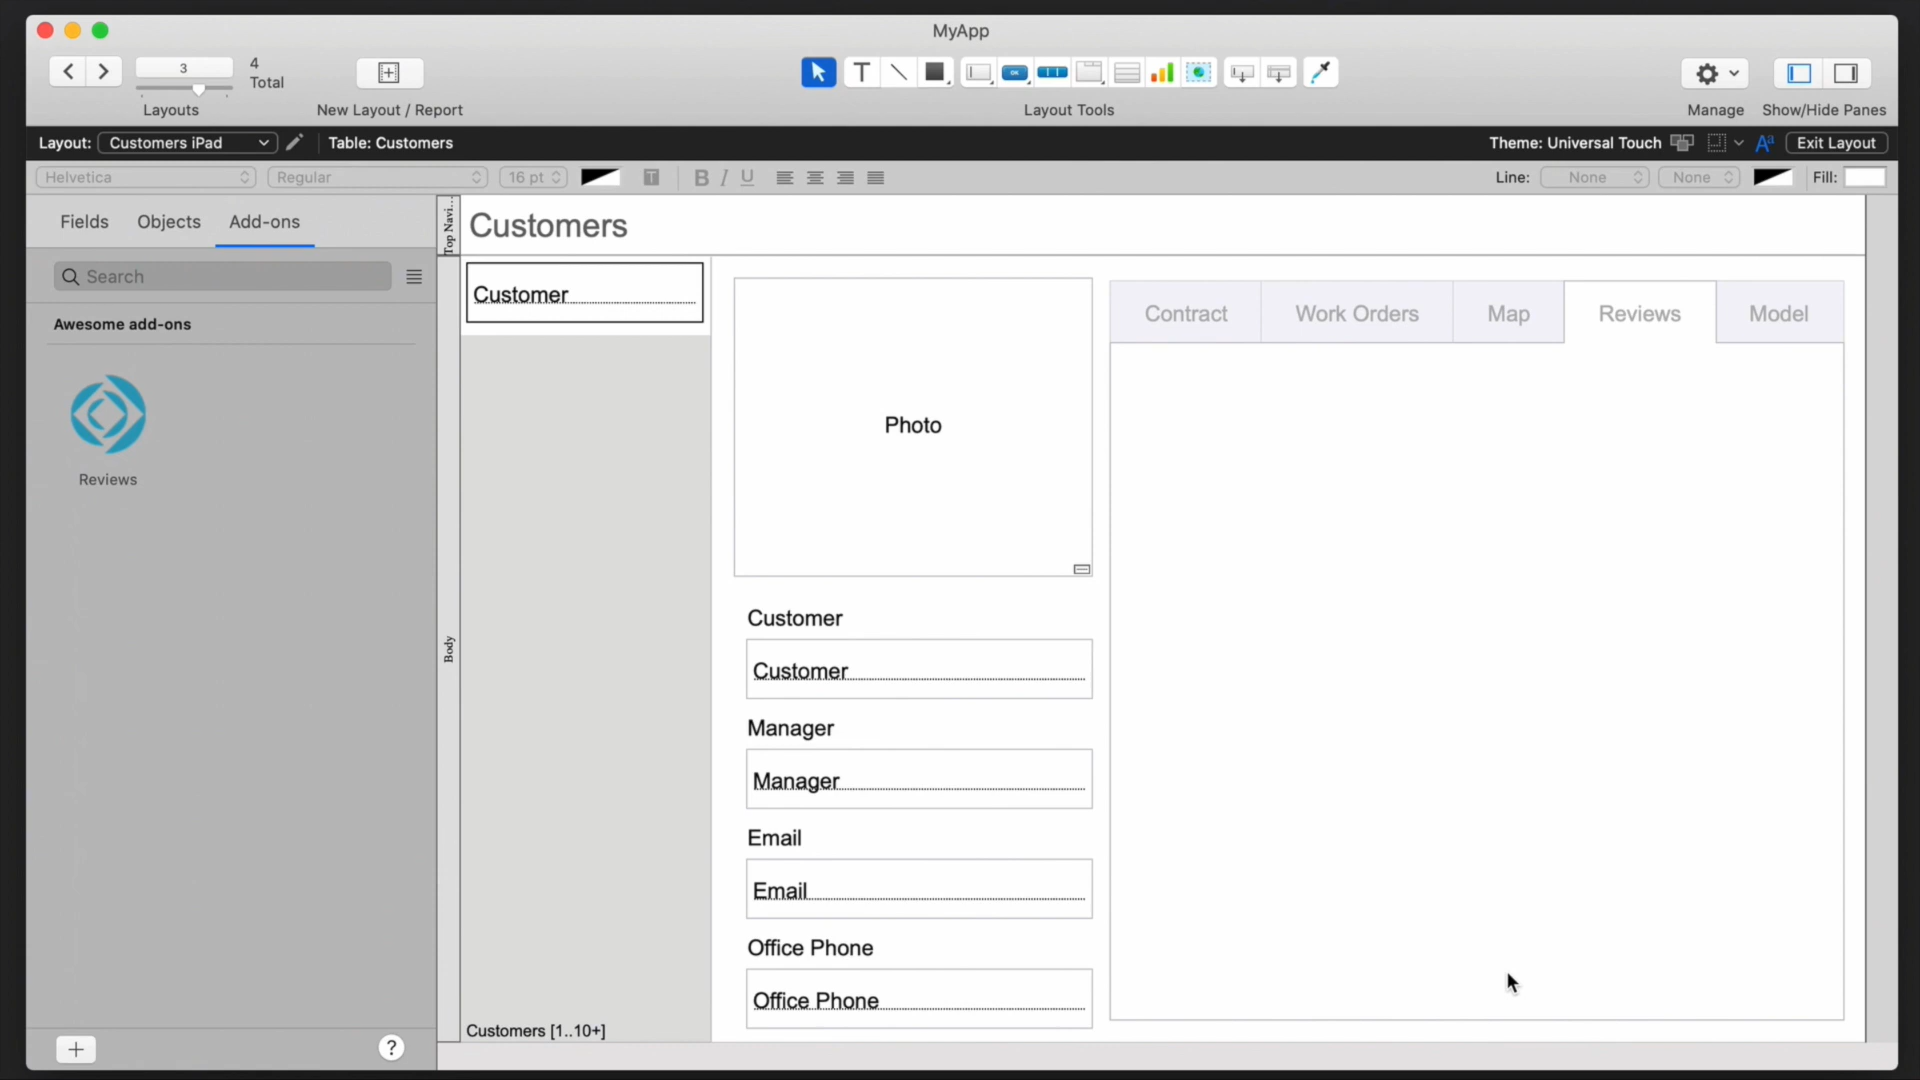 MyApp
3
4
Total
Layouts
New Layout / Report
T
OK
Layout Tools
Manage
Show/Hide Panes
Layout: Customers iPad
Table: Customers
Theme: Universal Touch
Aa
Exit Layout
Helvetica
Regular
16 pt
T
B I U
Line: None
None
Fill:
Fields
Objects
Add-ons
Search
Awesome add-ons
Reviews
+
?
Top Navi...
Body
Customers
Customer
Customers [1..10+]
Photo
Customer
Customer
Manager
Manager
Email
Email
Office Phone
Office Phone
Contract
Work Orders
Map
Reviews
Model